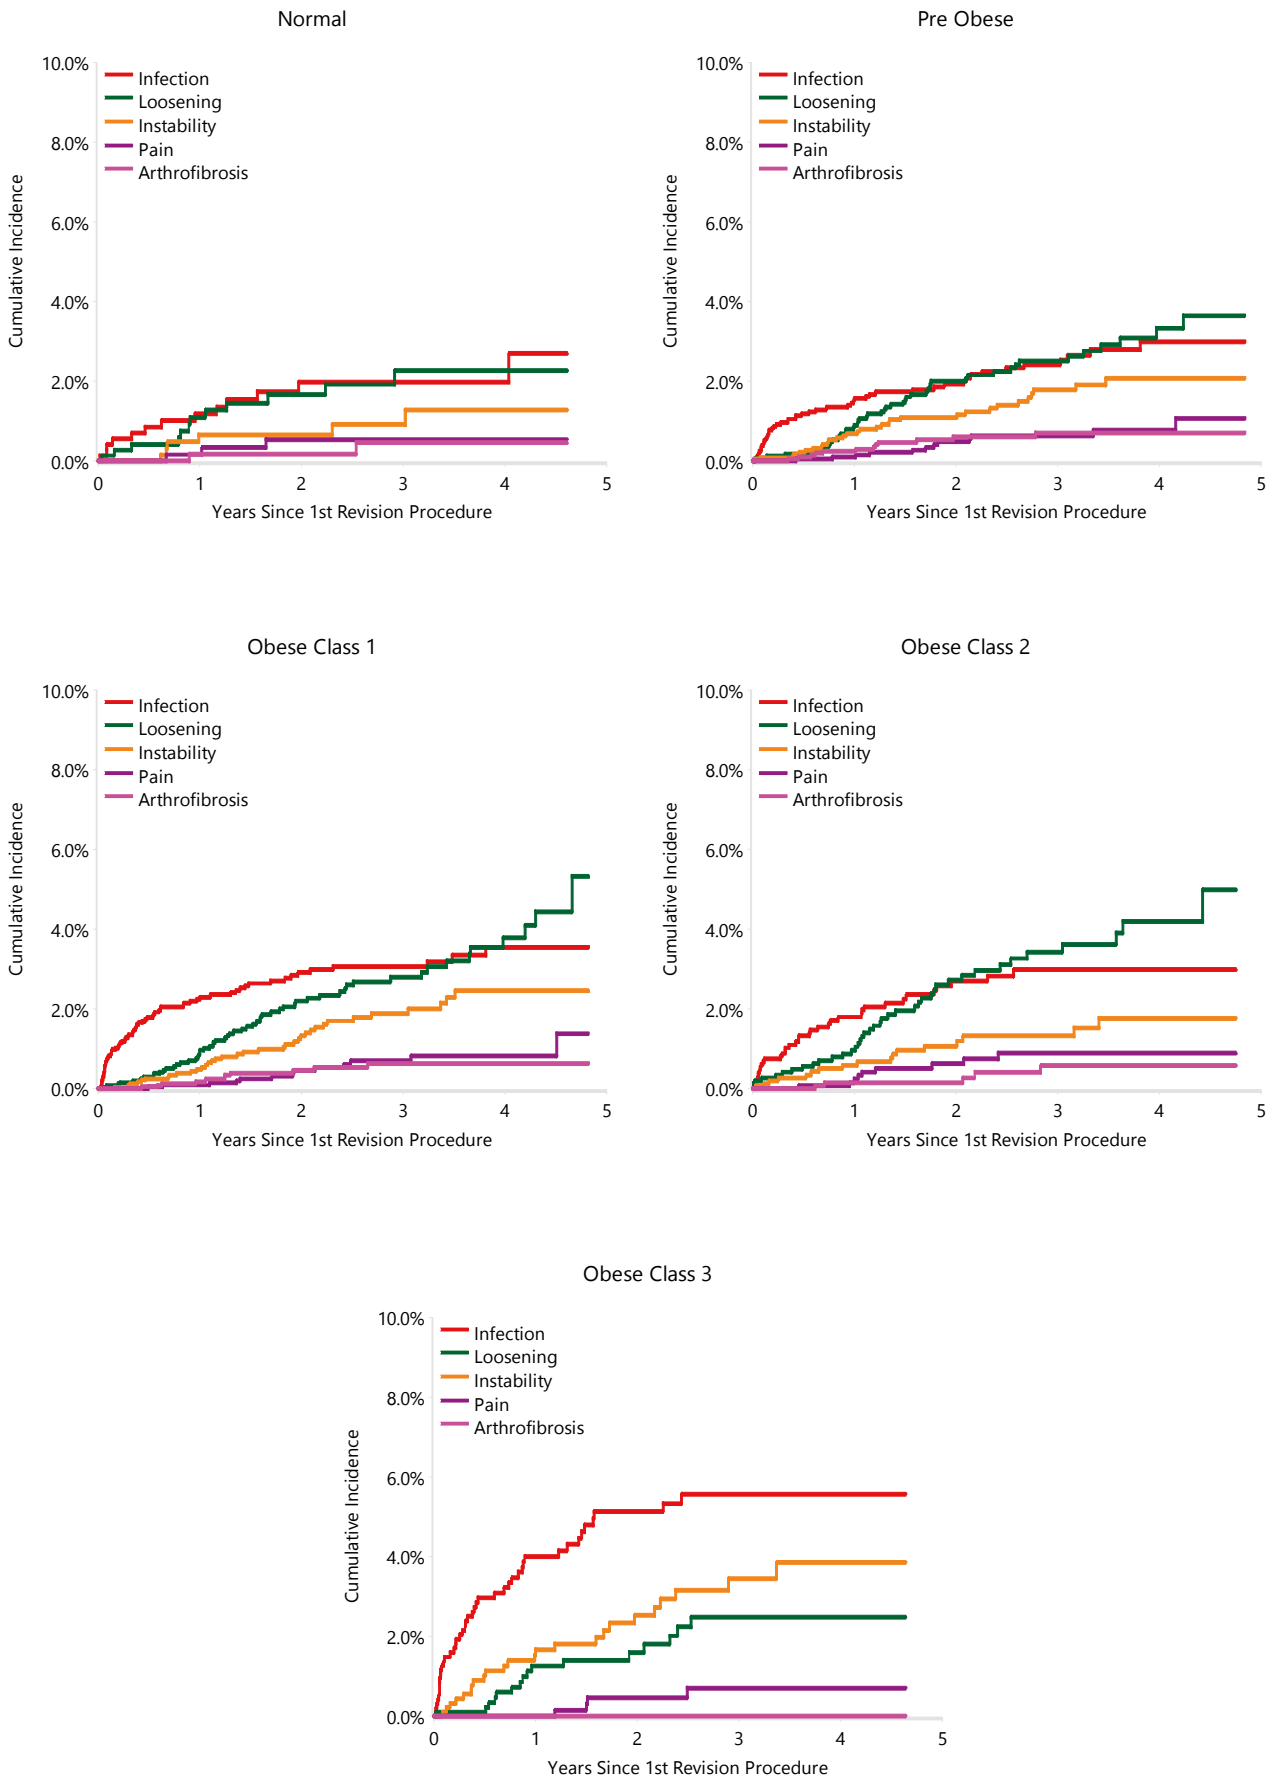 Normal
10.0%
8.0%
6.0%
4.0%
2.0%
0.0%
Cumulative Incidence
Infection
Loosening
Instability
Pain
Arthrofibrosis
0 1 2 3 4 5
Years Since 1st Revision Procedure
Pre Obese
10.0%
8.0%
6.0%
4.0%
2.0%
0.0%
Cumulative Incidence
Infection
Loosening
Instability
Pain
Arthrofibrosis
0 1 2 3 4 5
Years Since 1st Revision Procedure
Obese Class 1
10.0%
8.0%
6.0%
4.0%
2.0%
0.0%
Cumulative Incidence
Infection
Loosening
Instability
Pain
Arthrofibrosis
0 1 2 3 4 5
Years Since 1st Revision Procedure
Obese Class 2
10.0%
8.0%
6.0%
4.0%
2.0%
0.0%
Cumulative Incidence
Infection
Loosening
Instability
Pain
Arthrofibrosis
0 1 2 3 4 5
Years Since 1st Revision Procedure
Obese Class 3
10.0%
8.0%
6.0%
4.0%
2.0%
0.0%
Cumulative Incidence
Infection
Loosening
Instability
Pain
Arthrofibrosis
0 1 2 3 4 5
Years Since 1st Revision Procedure